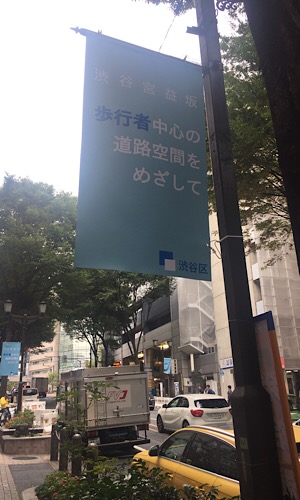 渋谷宮益坂
歩行者中心の
道路空間を
めざして
渋谷区